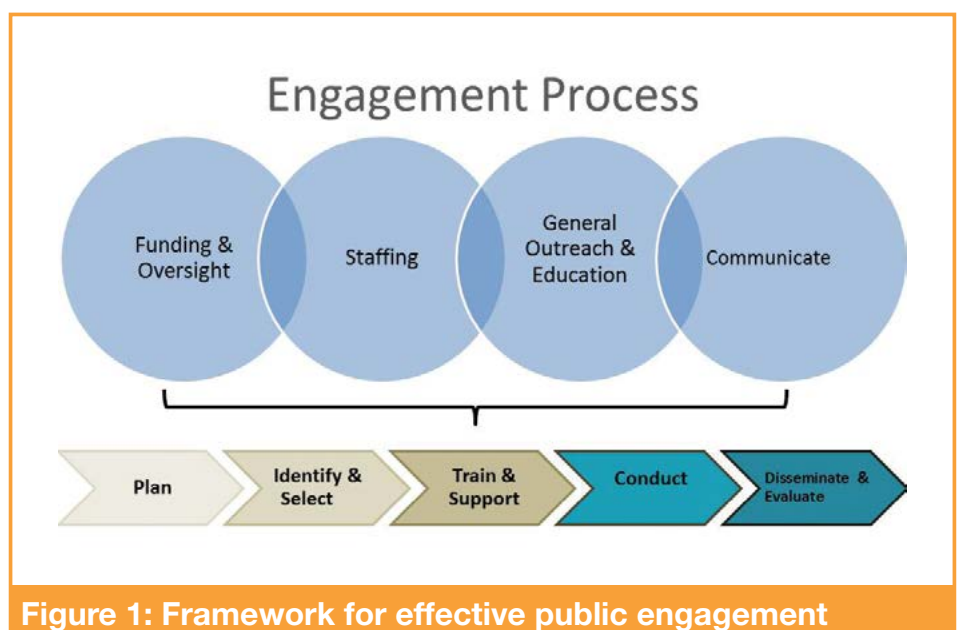 Engagement Process
Funding &
Oversight
Staffing
General
Outreach &
Education
Communicate
Plan
Identify &
Select
Train &
Support
Conduct
Disseminate &
Evaluate
Figure 1: Framework for effective public engagement